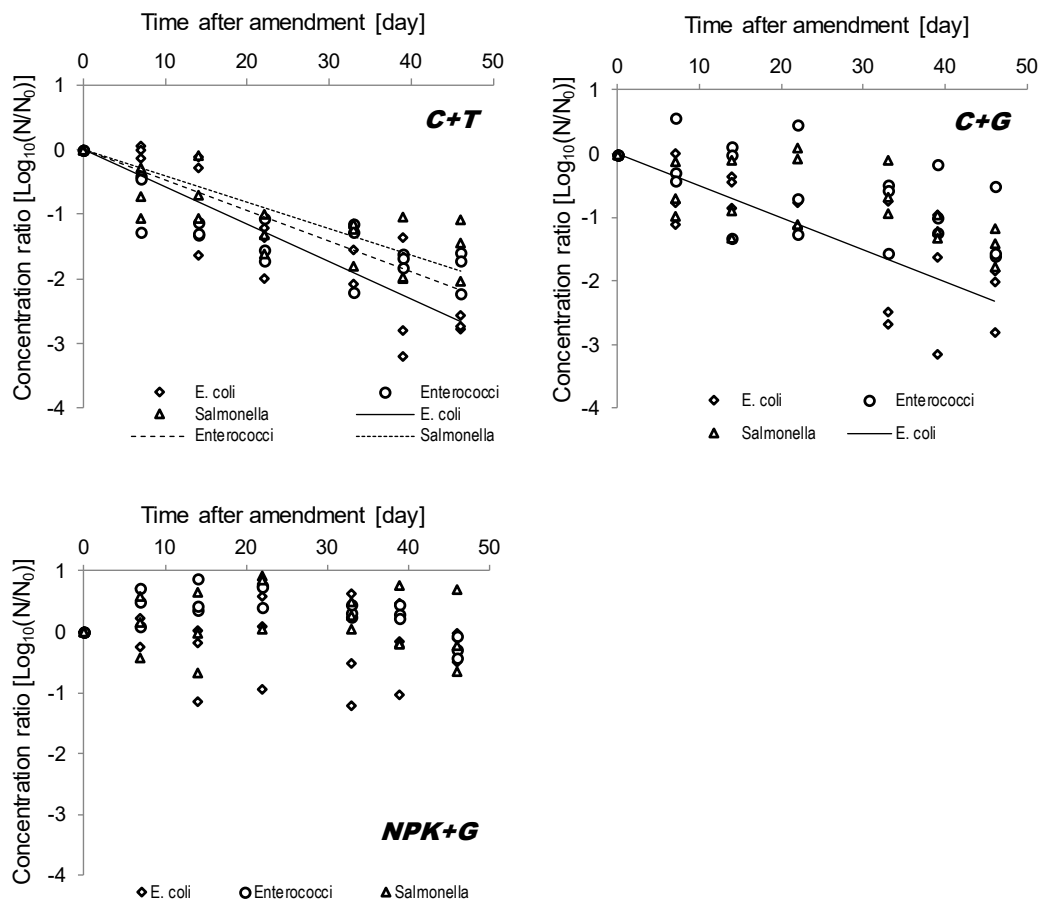 Time after amendment [day]
0 10 20 30 40 50
1
0
-1
-2
-3
-4
Concentration ratio [Log10(N/N0)]
C+T
E. coli Enterococci
Salmonella E. coli
Enterococci Salmonella
Time after amendment [day]
0 10 20 30 40 50
1
0
-1
-2
-3
-4
Concentration ratio [Log10(N/N0)]
C+G
E. coli Enterococci
Salmonella E. coli
Time after amendment [day]
0 10 20 30 40 50
1
0
-1
-2
-3
-4
Concentration ratio [Log10(N/N0)]
NPK+G
E. coli Enterococci Salmonella